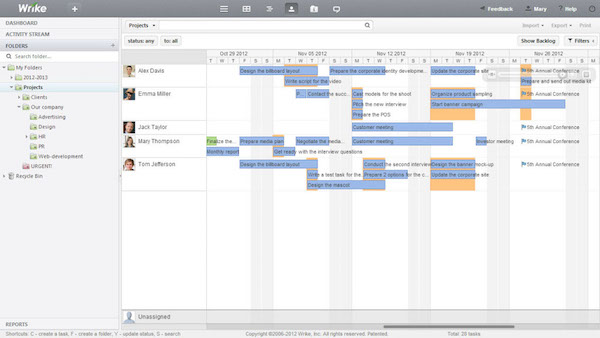 Wrike
Feedback Mary Help
DASHBOARD
ACTIVITY STREAM
FOLDERS
Search folder...
My Folders
2012-2013
Projects
Clients
Our company
Advertising
Design
HR
PR
Web-development
URGENT!
Recycle Bin
REPORTS
Projects
Import Export Print
status: any to: all
Show Backlog Filters
Oct 29 2012 Nov 05 2012 Nov 12 2012 Nov 19 2012 Nov 26 2012
Alex Davis
Design the billboard layout Prepare the corporate identity developme... Update the corporate site 5th Annual Conference
Write script for the video Prepare
Emma Miller
P... Contact the succ... Cast models for the shoot Organize product sampling 5th Annual Conference
Pitch the new interview Start banner campaign
Prepare the PDS Prepare and send out media kit
Jack Taylor
Customer meeting
Mary Thompson
Finalize the... Prepare media plan Negotiate the media... Customer meeting Investor meeting 5th Annual Conference
Monthly report Get ready with the interview questions
Tom Jefferson
Design the billboard layout Conduct the second interview Design the banner mock-up 5th Annual Conference
Write a test task for the... Prepare 2 options for the c... Update the corporate site
Design the mascot
Unassigned
Shortcuts: C - create a task, F - create a folder, V - update status, S - search
Copyright©2006-2012 Wrike, Inc. All rights reserved. Patented.
Total: 28 tasks